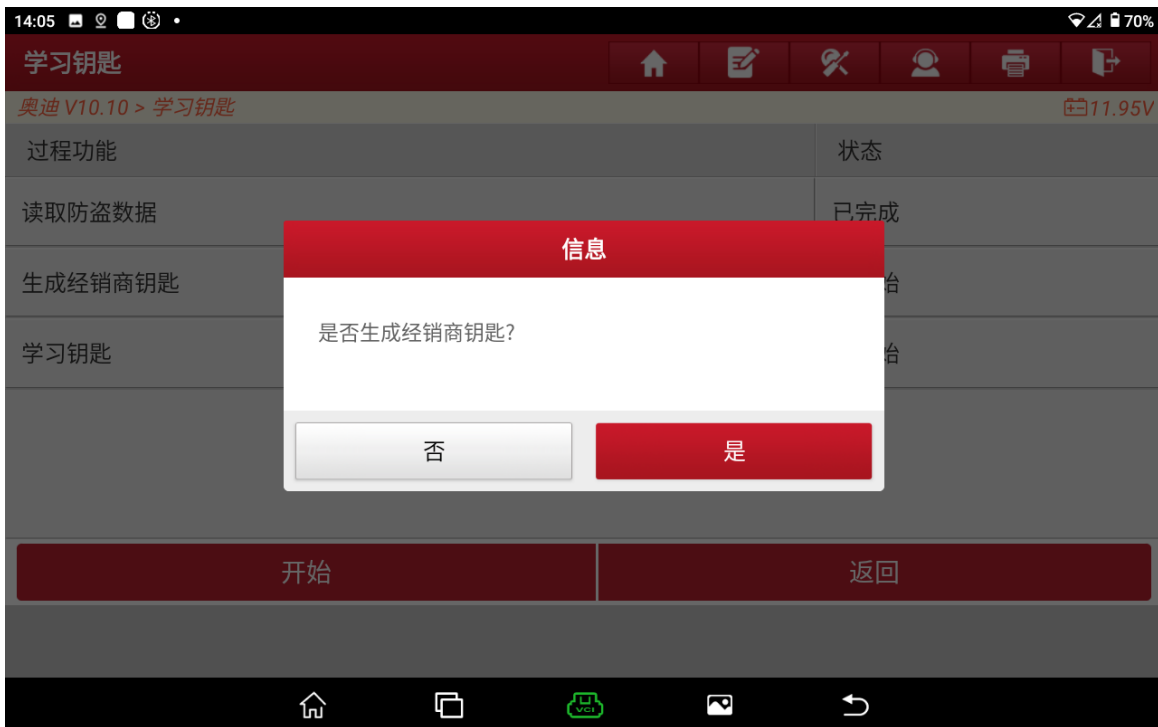 14:05
70%
学习钥匙
奥迪 V10.10 > 学习钥匙
11.95V
过程功能 状态
读取防盗数据 已完成
信息
生成经销商钥匙 始
是否生成经销商钥匙?
学习钥匙 始
否 是
开始 返回
VCI